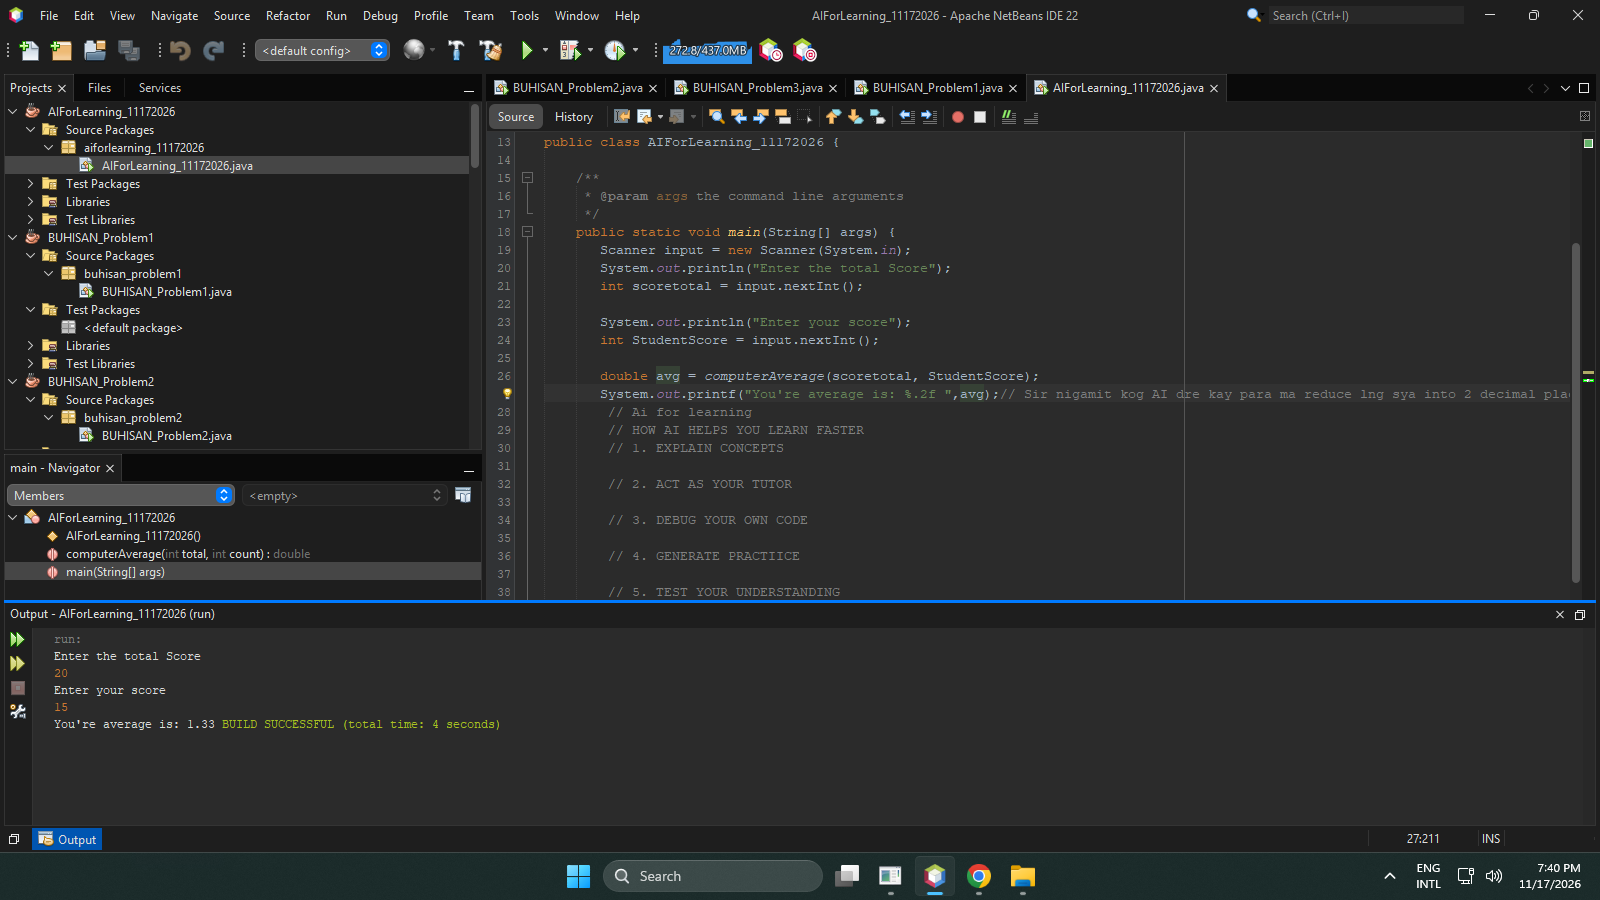 File Edit View Navigate Source Refactor Run Debug Profile Team Tools Window Help
AIForLearning_11172026 - Apache NetBeans IDE 22
Search (Ctrl+I)
<default config>
272.8/437.0MB
Projects Files Services
AIForLearning_11172026
Source Packages
aiforlearning_11172026
AIForLearning_11172026.java
Test Packages
Libraries
Test Libraries
BUHISAN_Problem1
Source Packages
buhisan_problem1
BUHISAN_Problem1.java
Test Packages
<default package>
Libraries
Test Libraries
BUHISAN_Problem2
Source Packages
buhisan_problem2
BUHISAN_Problem2.java
main - Navigator
Members
<empty>
AIForLearning_11172026
AIForLearning_11172026()
computerAverage(int total, int count) : double
main(String[] args)
BUHISAN_Problem2.java BUHISAN_Problem3.java BUHISAN_Problem1.java AIForLearning_11172026.java
Source History
13 public class AIForLearning_11172026 {
14
15 /**
16 * @param args the command line arguments
17 */
18 public static void main(String[] args) {
19 Scanner input = new Scanner(System.in);
20 System.out.println("Enter the total Score");
21 int scoretotal = input.nextInt();
22
23 System.out.println("Enter your score");
24 int StudentScore = input.nextInt();
25
26 double avg = computerAverage(scoretotal, StudentScore);
System.out.printf("You're average is: %.2f ",avg);// Sir nigamit kog AI dre kay para ma reduce lng sya into 2 decimal pla
28 // Ai for learning
29 // HOW AI HELPS YOU LEARN FASTER
30 // 1. EXPLAIN CONCEPTS
31
32 // 2. ACT AS YOUR TUTOR
33
34 // 3. DEBUG YOUR OWN CODE
35
36 // 4. GENERATE PRACTIICE
37
38 // 5. TEST YOUR UNDERSTANDING
Output - AIForLearning_11172026 (run)
run:
Enter the total Score
20
Enter your score
15
You're average is: 1.33 BUILD SUCCESSFUL (total time: 4 seconds)
Output
27:211 INS
Search
ENG
INTL
7:40 PM
11/17/2026